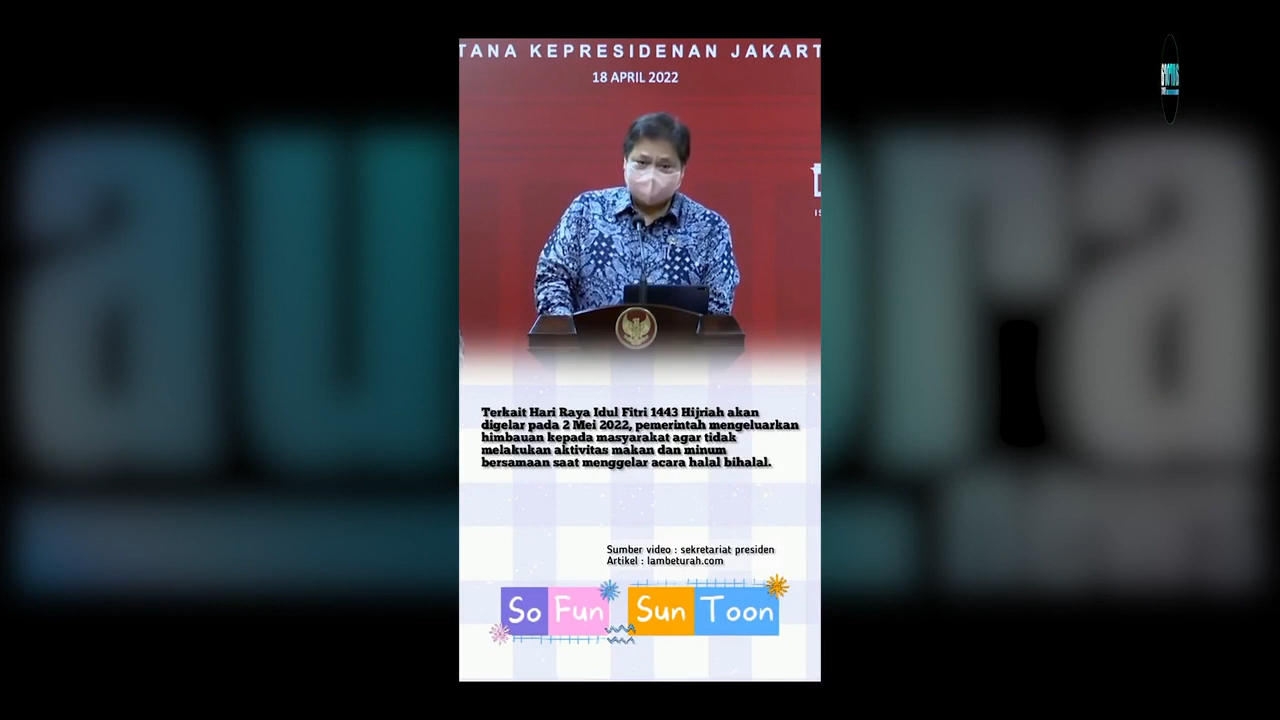 TANA KEPRESIDENAN JAKART
18 APRIL 2022
Terkait Hari Raya Idul Fitri 1443 Hijriah akan
digelar pada 2 Mei 2022, pemerintah mengeluarkan
himbauan kepada masyarakat agar tidak
melakukan aktivitas makan dan minum
bersamaan saat menggelar acara halal bihalal.
Sumber video : sekretariat presiden
Artikel : lambeturah.com
So Fun Sun Toon